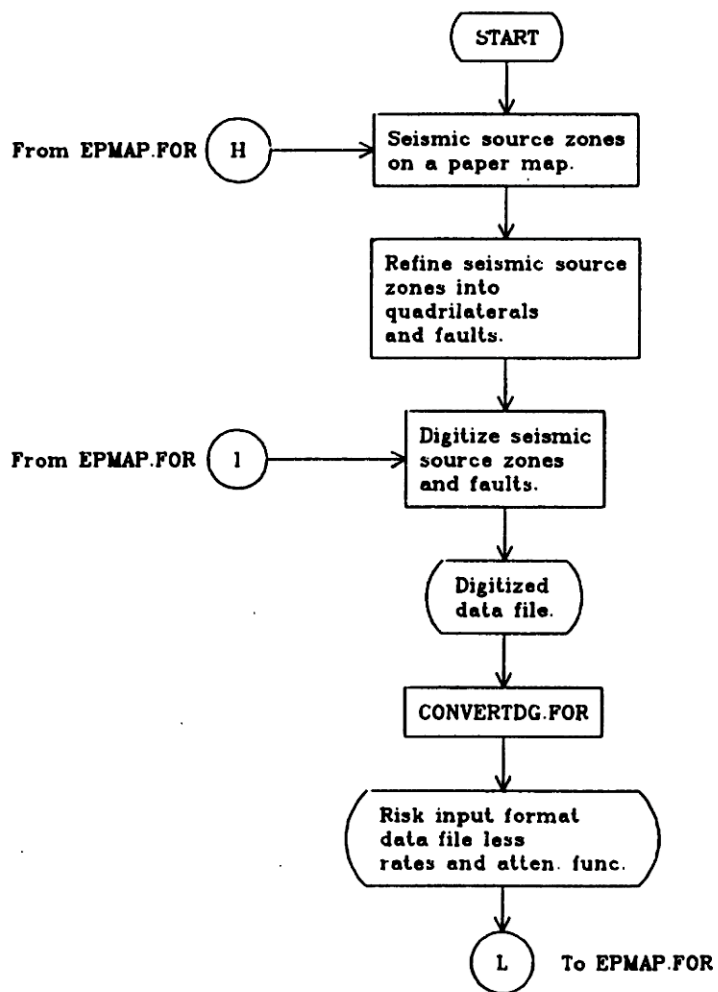 START
From EPMAP.FOR H
Seismic source zones
on a paper map.
Refine seismic source
zones into
quadrilaterals
and faults.
From EPMAP.FOR 1
Digitize seismic
source zones
and faults.
Digitized
data file.
CONVERTDG.FOR
Risk input format
data file less
rates and atten. func.
L To EPMAP.FOR